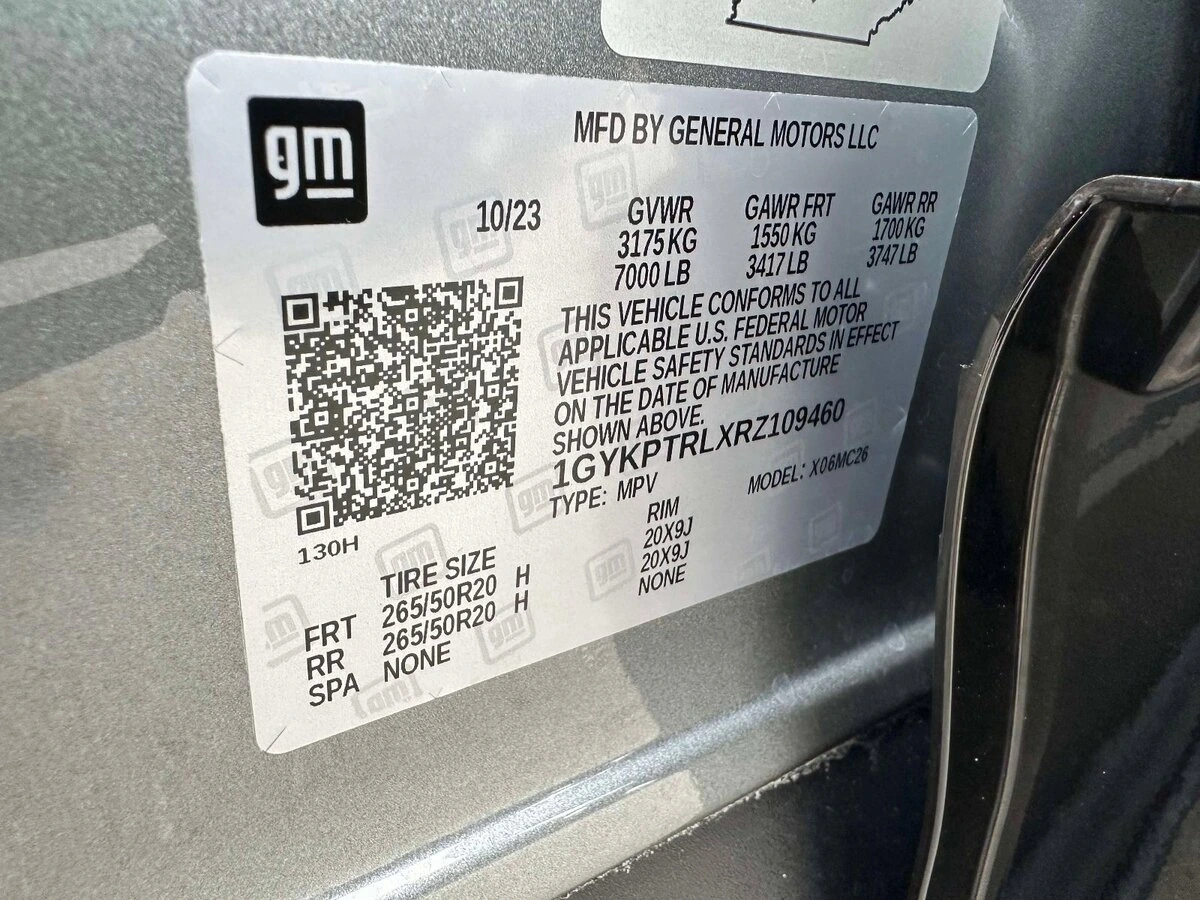 gm
MFD BY GENERAL MOTORS LLC
10/23
GVWR GAWR FRT GAWR RR
3175 KG 1550 KG 1700 KG
7000 LB 3417 LB 3747 LB
THIS VEHICLE CONFORMS TO ALL
APPLICABLE U.S. FEDERAL MOTOR
VEHICLE SAFETY STANDARDS IN EFFECT
ON THE DATE OF MANUFACTURE
SHOWN ABOVE.
1GYKPTRLXRZ109460
TYPE: MPV MODEL: X06MC26
130H
TIRE SIZE RIM
FRT 265/50R20 H 20X9J
RR 265/50R20 H 20X9J
SPA NONE NONE